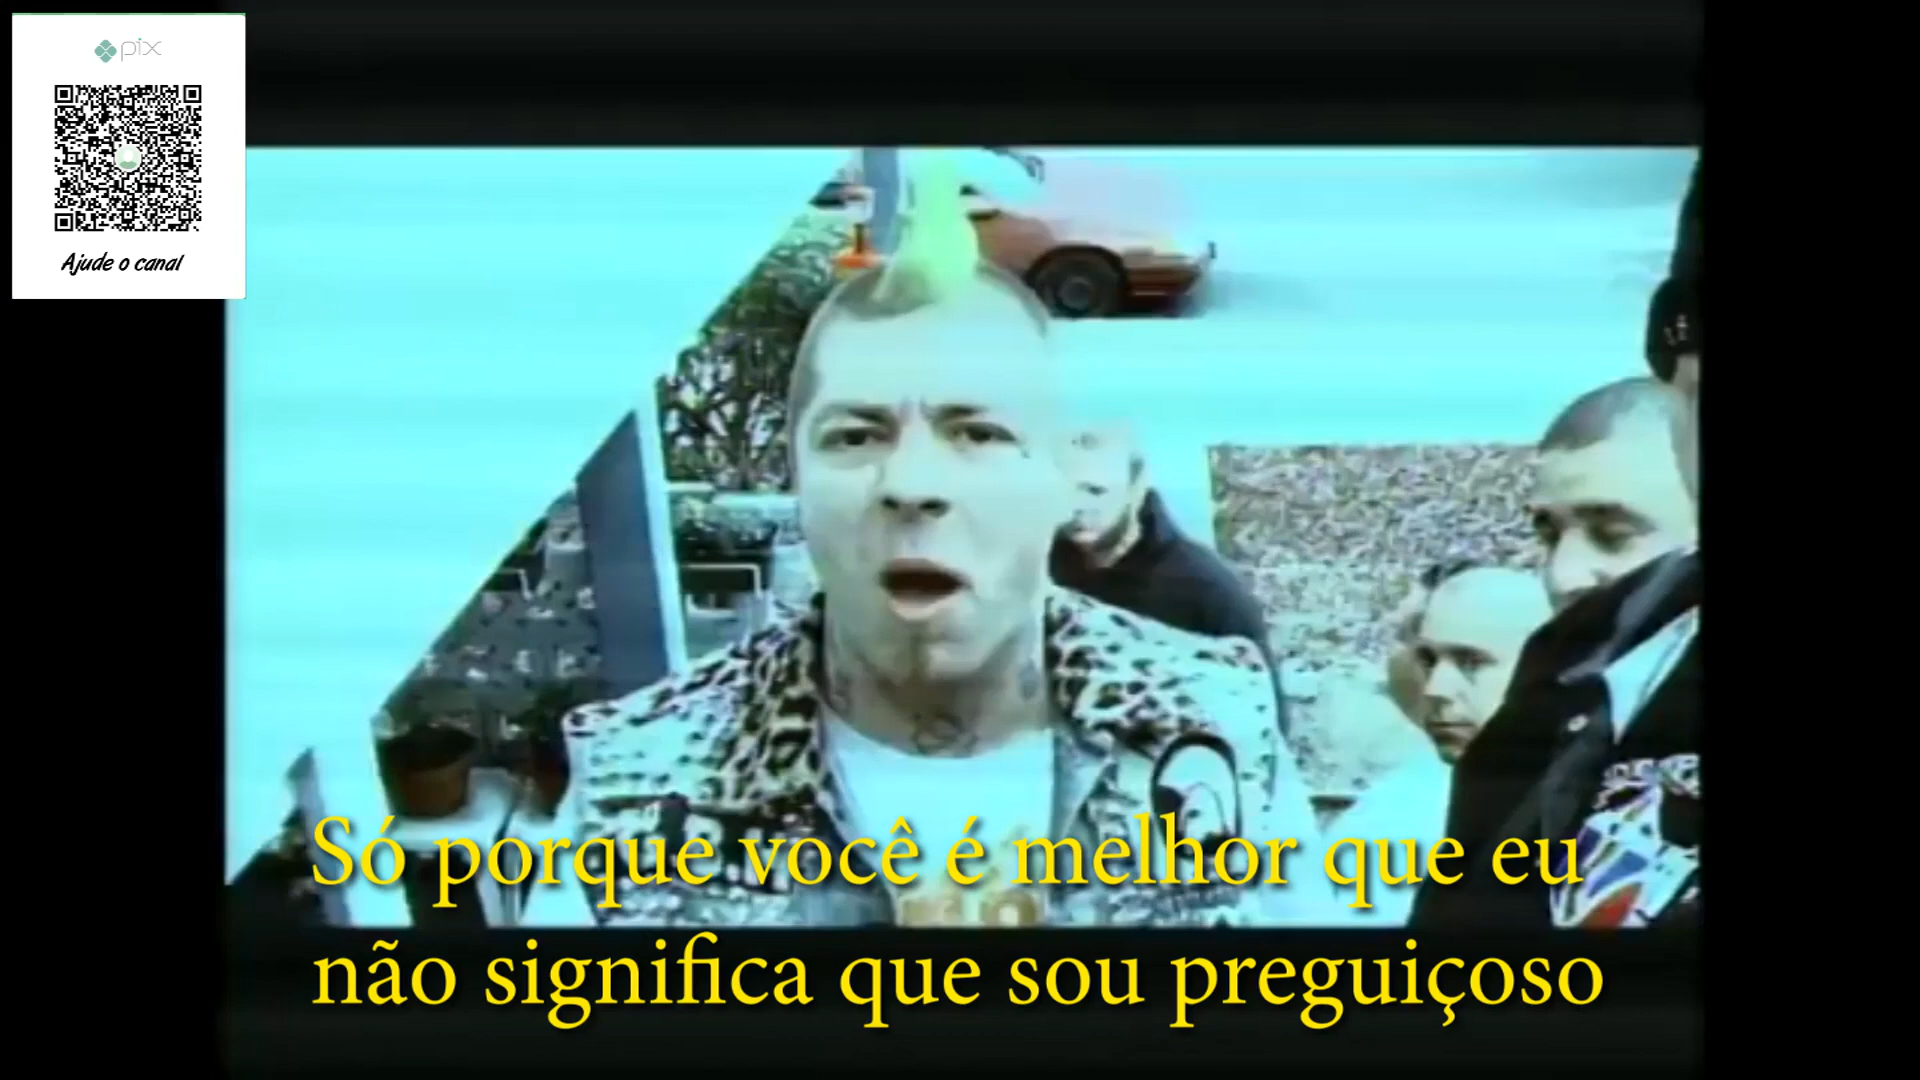 pix
Ajude o canal
Só porque você é melhor que eu
não significa que sou preguiçoso